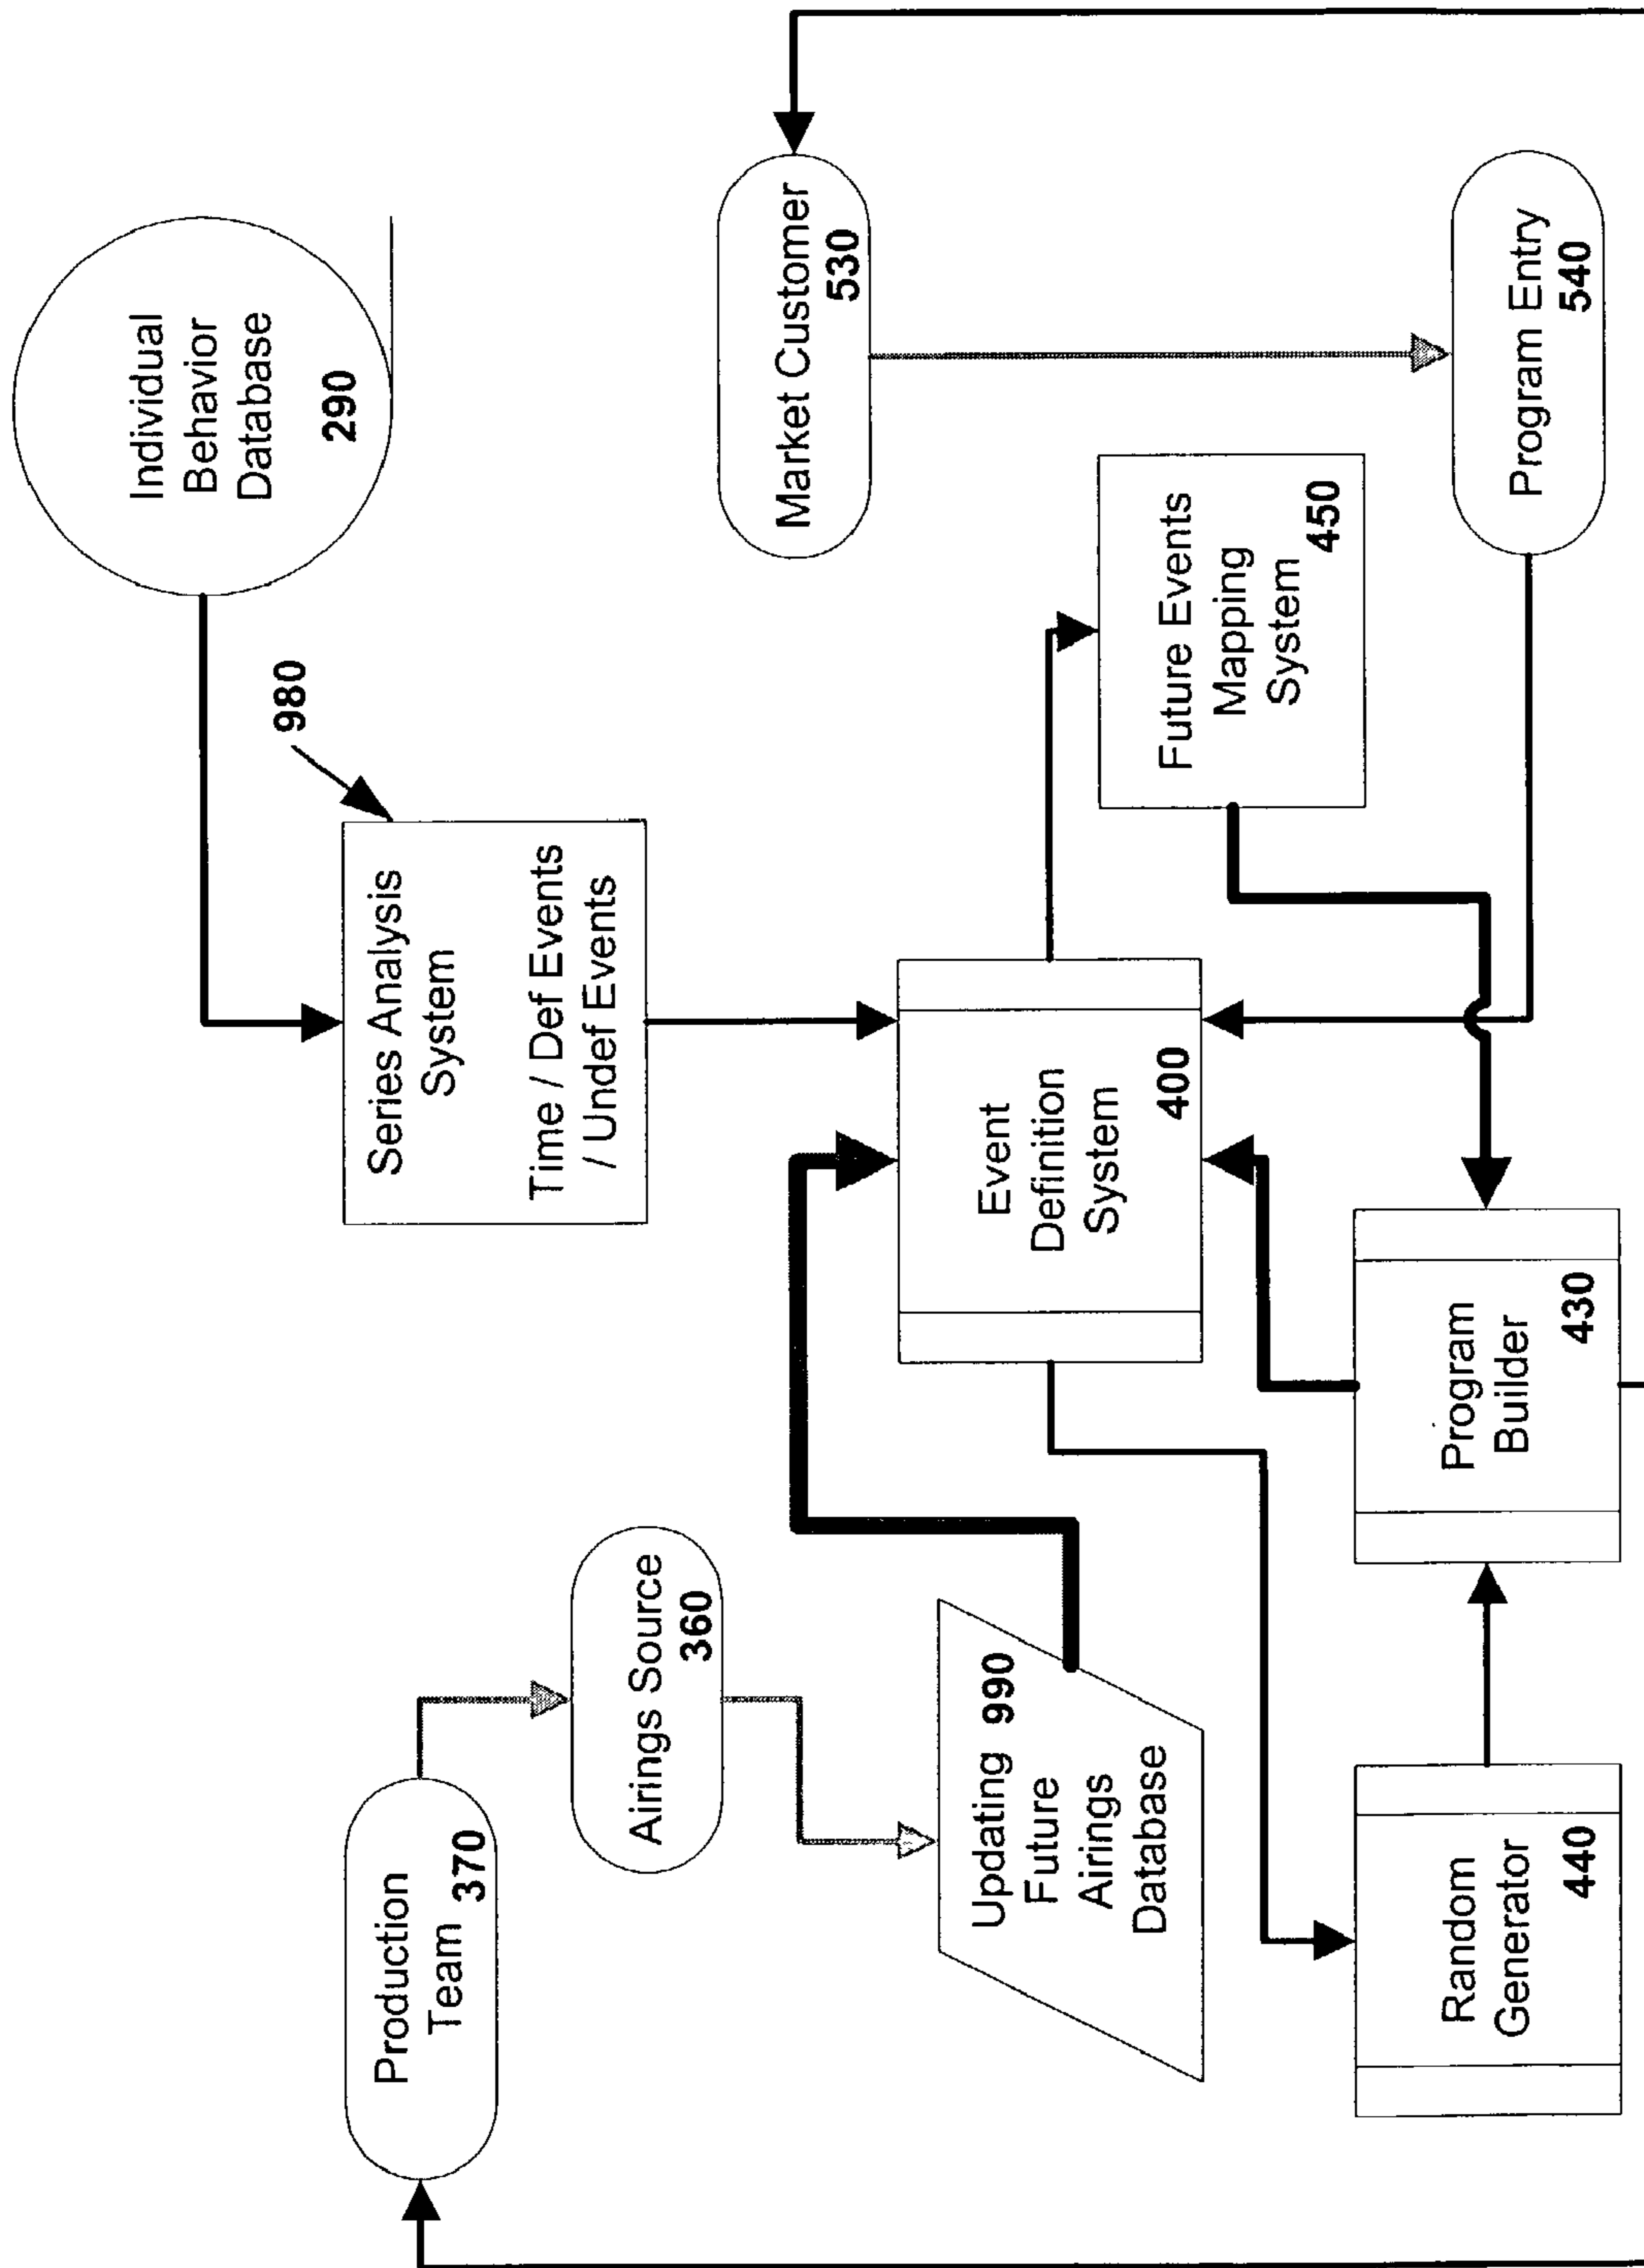 Individual
Behavior
Database
290
980
Series Analysis
System
Time / Def Events
/ Undef Events
Production
Team 370
Airings Source
360
Market Customer
530
Updating 990
Future
Airings
Database
Event
Definition
System
400
Future Events
Mapping
System
450
Random
Generator
440
Program
Builder
430
Program Entry
540